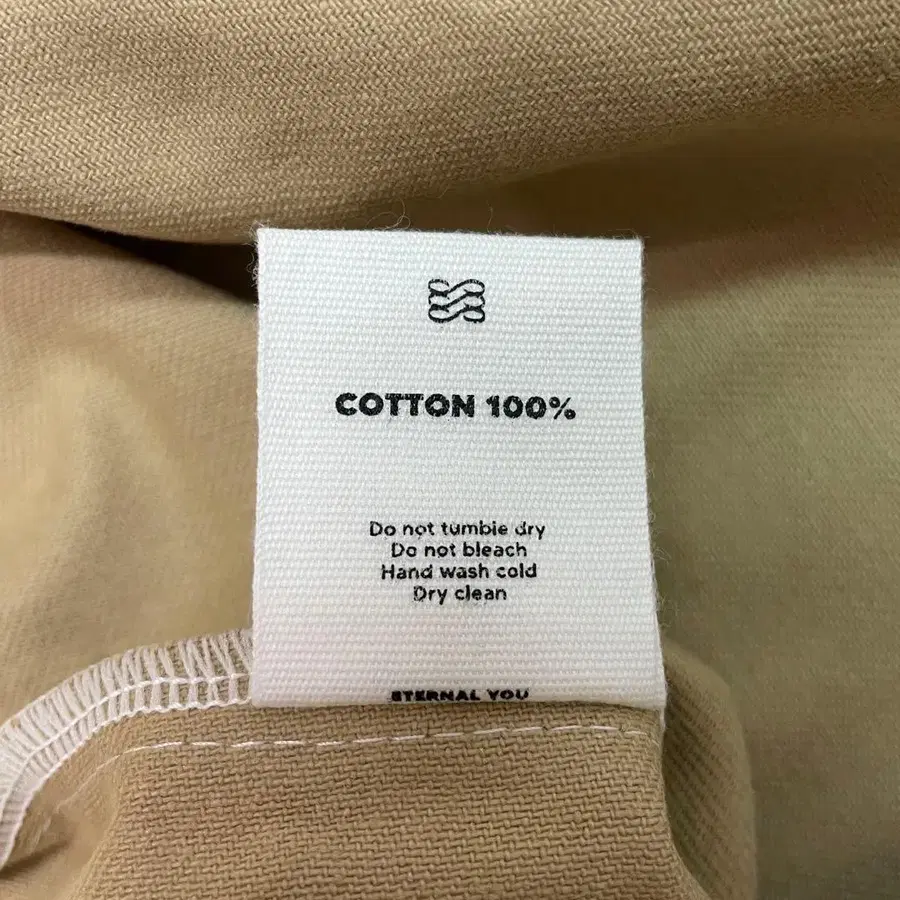 COTTON 100%
Do not tumble dry
Do not bleach
Hand wash cold
Dry clean
ETERNAL YOU